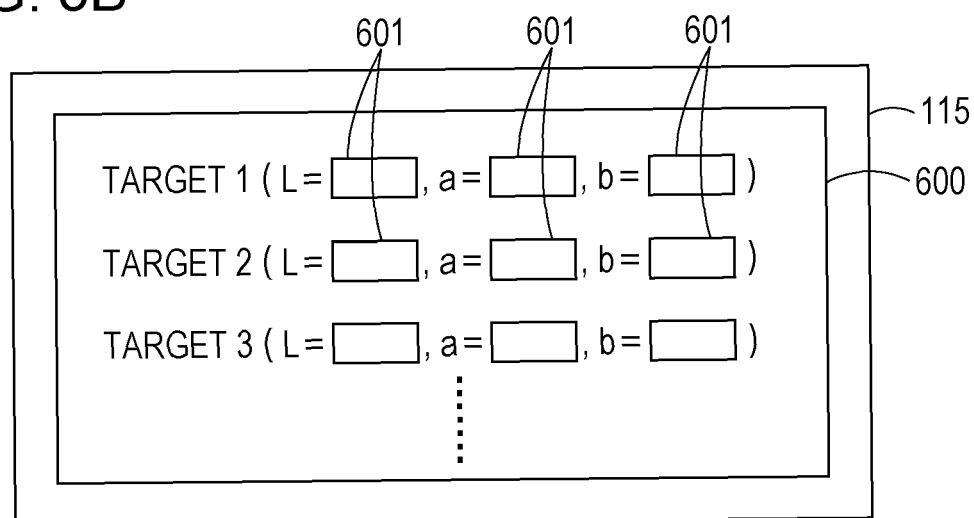 601 601 601
115
TARGET 1 ( L= , a= , b= )
600
TARGET 2 ( L= , a= , b= )
TARGET 3 ( L= , a= , b= )